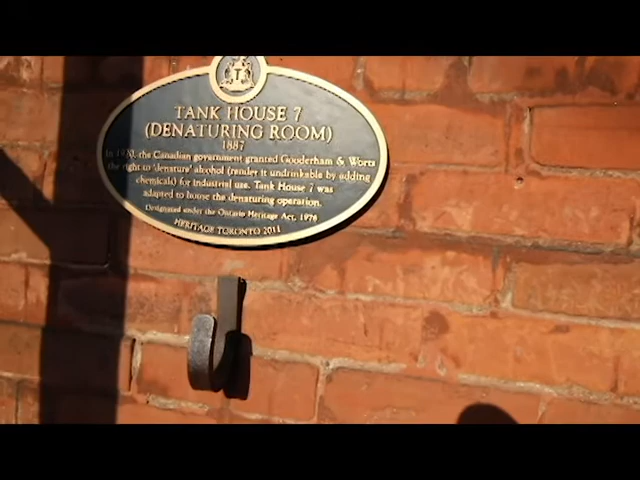 T
TANK HOUSE 7
(DENATURING ROOM)
1887
In 1920, the Canadian government granted Gooderham & Worts
the right to 'denature' alcohol (render it undrinkable by adding
chemicals) for industrial use. Tank House 7 was
adapted to house the denaturing operation.
Designated under the Ontario Heritage Act, 1976
HERITAGE TORONTO 2011